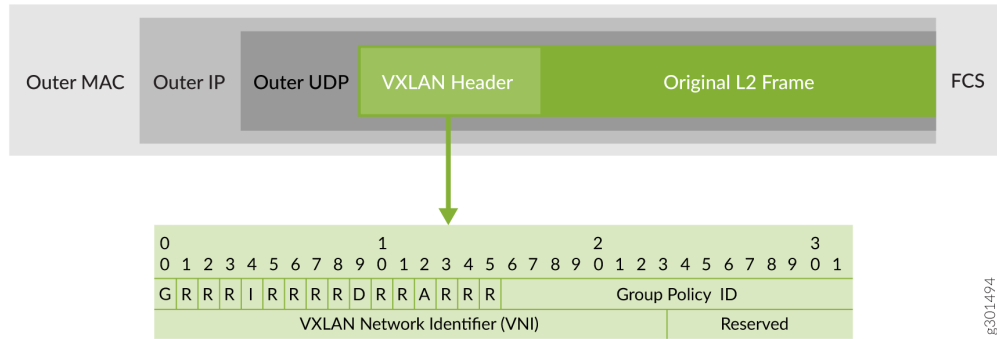 Outer MAC Outer IP Outer UDP VXLAN Header Original L2 Frame FCS
0 1 2 3
0 1 2 3 4 5 6 7 8 9 0 1 2 3 4 5 6 7 8 9 0 1 2 3 4 5 6 7 8 9 0 1
G R R R I R R R R D R R A R R R Group Policy ID
VXLAN Network Identifier (VNI) Reserved
g301494